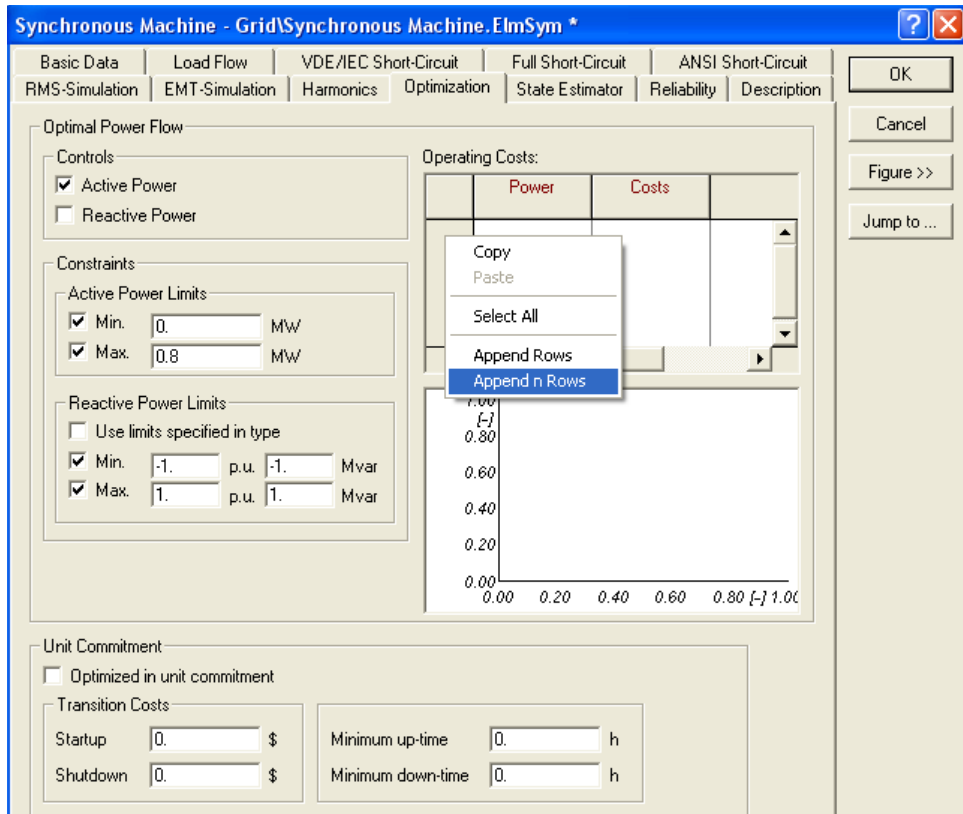 Synchronous Machine - Grid\Synchronous Machine.ElmSym *
Basic Data Load Flow VDE/IEC Short-Circuit Full Short-Circuit ANSI Short-Circuit
RMS-Simulation EMT-Simulation Harmonics Optimization State Estimator Reliability Description
OK
Cancel
Figure >>
Jump to ...
Optimal Power Flow
Controls
Active Power
Reactive Power
Constraints
Active Power Limits
Min. 0. MW
Max. 0.8 MW
Reactive Power Limits
Use limits specified in type
Min. -1. p.u. -1. Mvar
Max. 1. p.u. 1. Mvar
Operating Costs:
Power Costs
Copy
Paste
Select All
Append Rows
Append n Rows
1.00
[-]
0.80
0.60
0.40
0.20
0.00
0.00 0.20 0.40 0.60 0.80 [-] 1.00
Unit Commitment
Optimized in unit commitment
Transition Costs
Startup 0. $
Shutdown 0. $
Minimum up-time 0. h
Minimum down-time 0. h